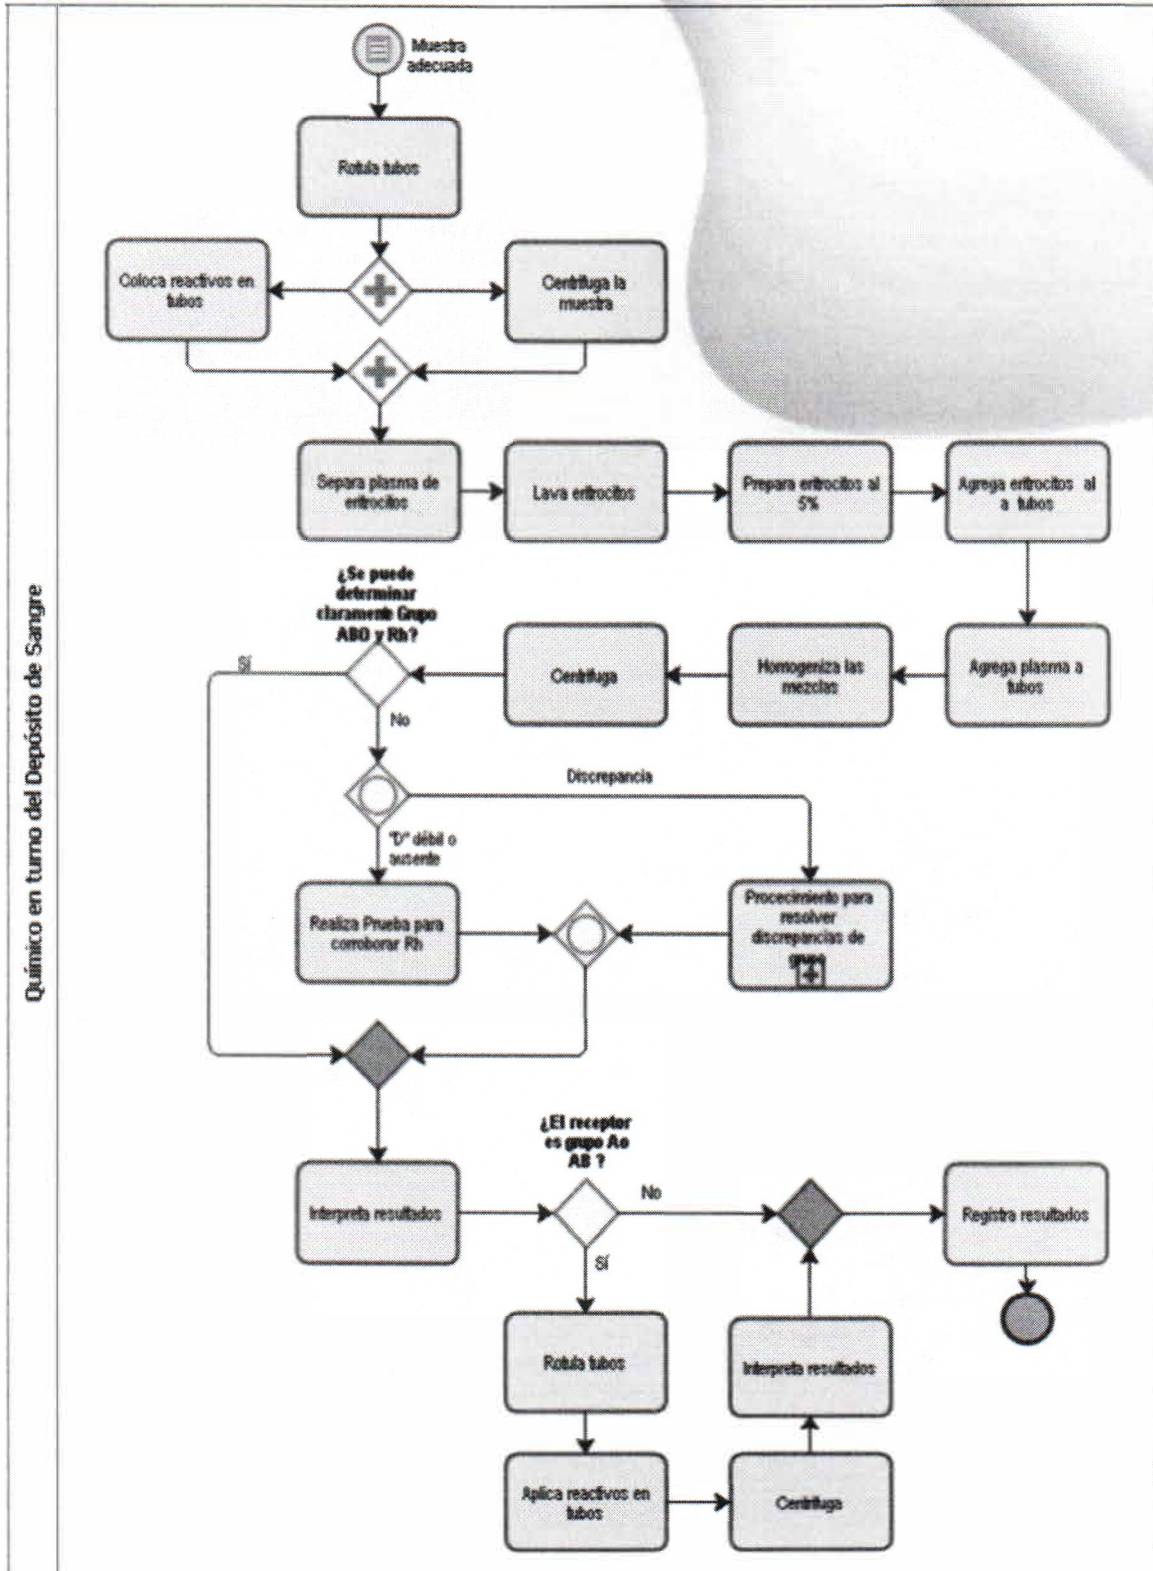 Químico en turno del Depósito de Sangre
Muestra
adecuada
Rotula tubos
Coloca reactivos en
tubos
Centrifuga la
muestra
Separa plasma de
eritrocitos
Lava eritrocitos
Prepara eritrocitos al
5%
Agrega eritrocitos al
a tubos
¿Se puede
determinar
claramente Grupo
ABO y Rh?
Sí
Centrifuga
Homogeniza las
mezclas
Agrega plasma a
tubos
No
Discrepancia
"D" débil o
ausente
Realiza Prueba para
corroborar Rh
Procecimiento para
resolver
discrepancias de
grupo
¿El receptor
es grupo A o
AB ?
Interpreta resultados
No
Registra resultados
Sí
Rotula tubos
Interpreta resultados
Aplica reactivos en
tubos
Centrifuga